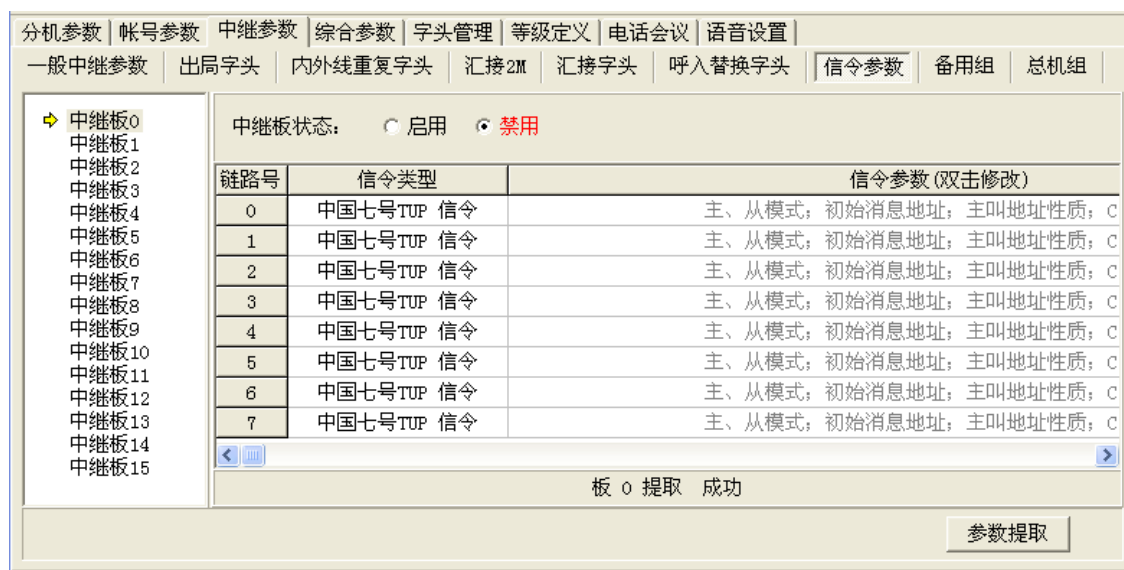 分机参数 帐号参数 中继参数 综合参数 字头管理 等级定义 电话会议 语音设置
一般中继参数 出局字头 内外线重复字头 汇接2M 汇接字头 呼入替换字头 信令参数 备用组 总机组
中继板0
中继板1
中继板2
中继板3
中继板4
中继板5
中继板6
中继板7
中继板8
中继板9
中继板10
中继板11
中继板12
中继板13
中继板14
中继板15
中继板状态: 启用 禁用
链路号 信令类型 信令参数(双击修改)
0 中国七号TUP 信令 主、从模式; 初始消息地址; 主叫地址性质; C
1 中国七号TUP 信令 主、从模式; 初始消息地址; 主叫地址性质; C
2 中国七号TUP 信令 主、从模式; 初始消息地址; 主叫地址性质; C
3 中国七号TUP 信令 主、从模式; 初始消息地址; 主叫地址性质; C
4 中国七号TUP 信令 主、从模式; 初始消息地址; 主叫地址性质; C
5 中国七号TUP 信令 主、从模式; 初始消息地址; 主叫地址性质; C
6 中国七号TUP 信令 主、从模式; 初始消息地址; 主叫地址性质; C
7 中国七号TUP 信令 主、从模式; 初始消息地址; 主叫地址性质; C
板 0 提取 成功
参数提取